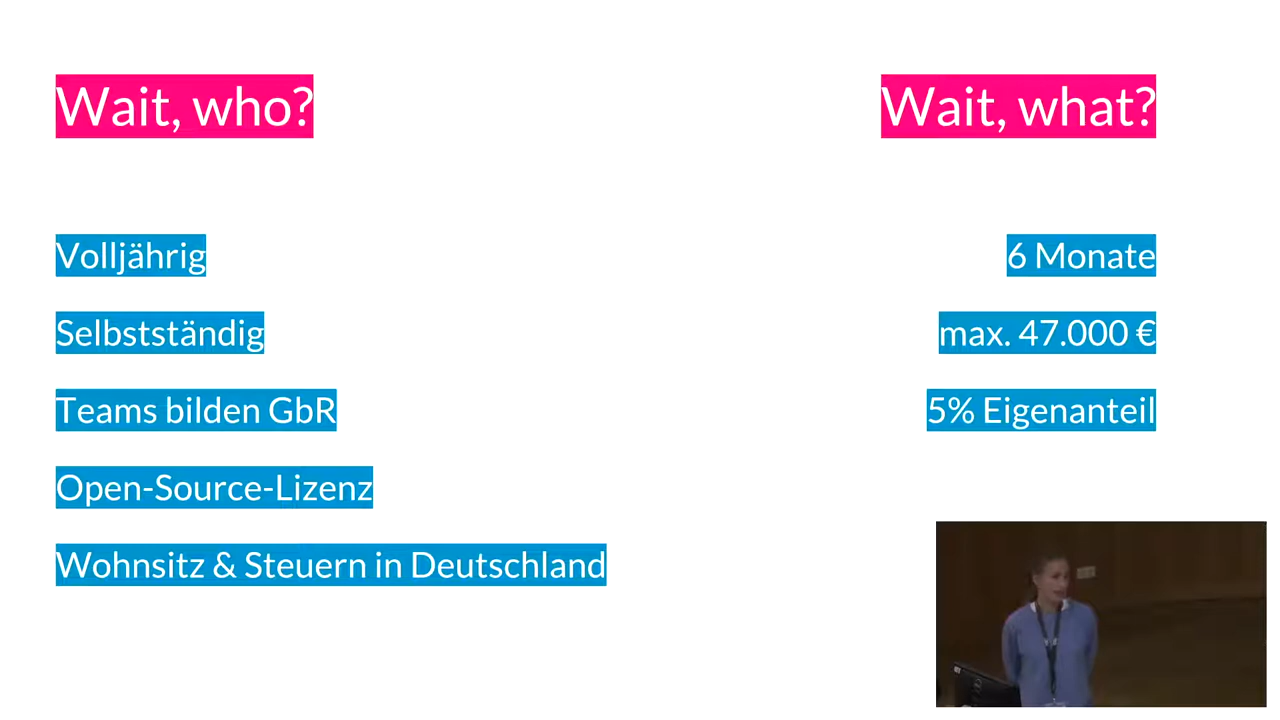 Wait, who?
Volljährig
Selbstständig
Teams bilden GbR
Open-Source-Lizenz
Wohnsitz & Steuern in Deutschland
Wait, what?
6 Monate
max. 47.000 €
5% Eigenanteil